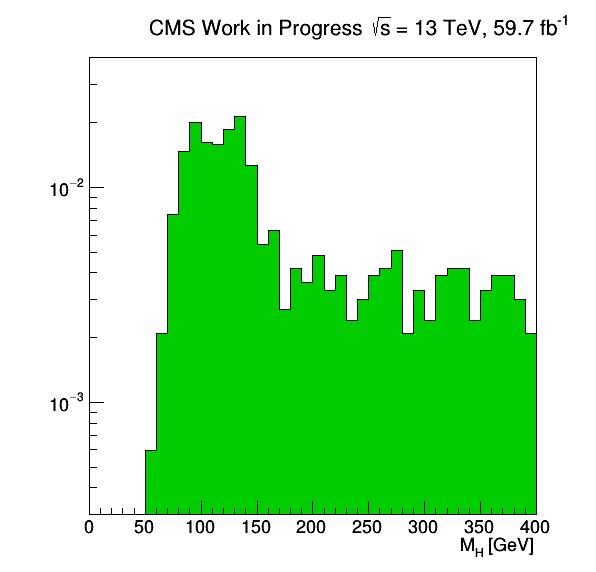 CMS Work in Progress √s = 13 TeV, 59.7 fb⁻¹
10⁻²
10⁻³
0 50 100 150 200 250 300 350 400
M_H [GeV]